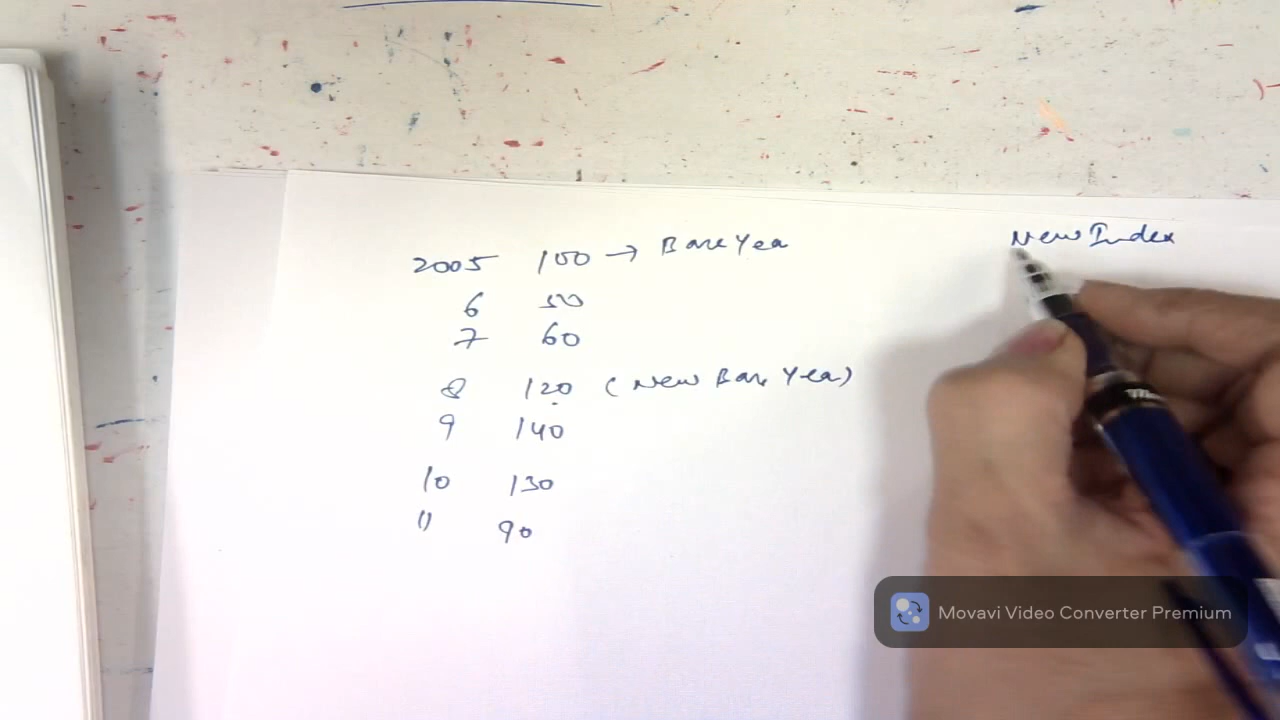 2005 100 → Base Year New Index
6 50
7 60
8 120 (New Base Year)
9 140
10 130
11 90
Movavi Video Converter Premium